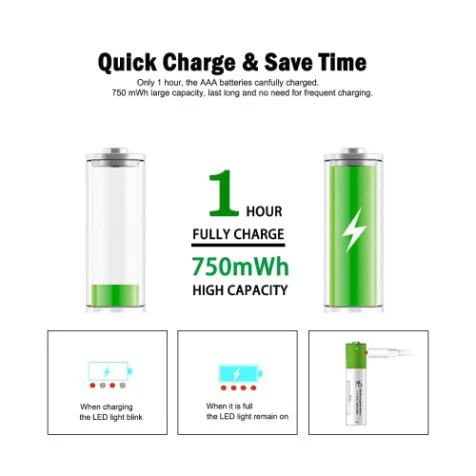 Quick Charge & Save Time
Only 1 hour, the AAA batteries canfully charged.
750 mWh large capacity, last long and no need for frequent charging.
1 HOUR
FULLY CHARGE
750mWh
HIGH CAPACITY
When charging
the LED light blink
When it is full
the LED light remain on